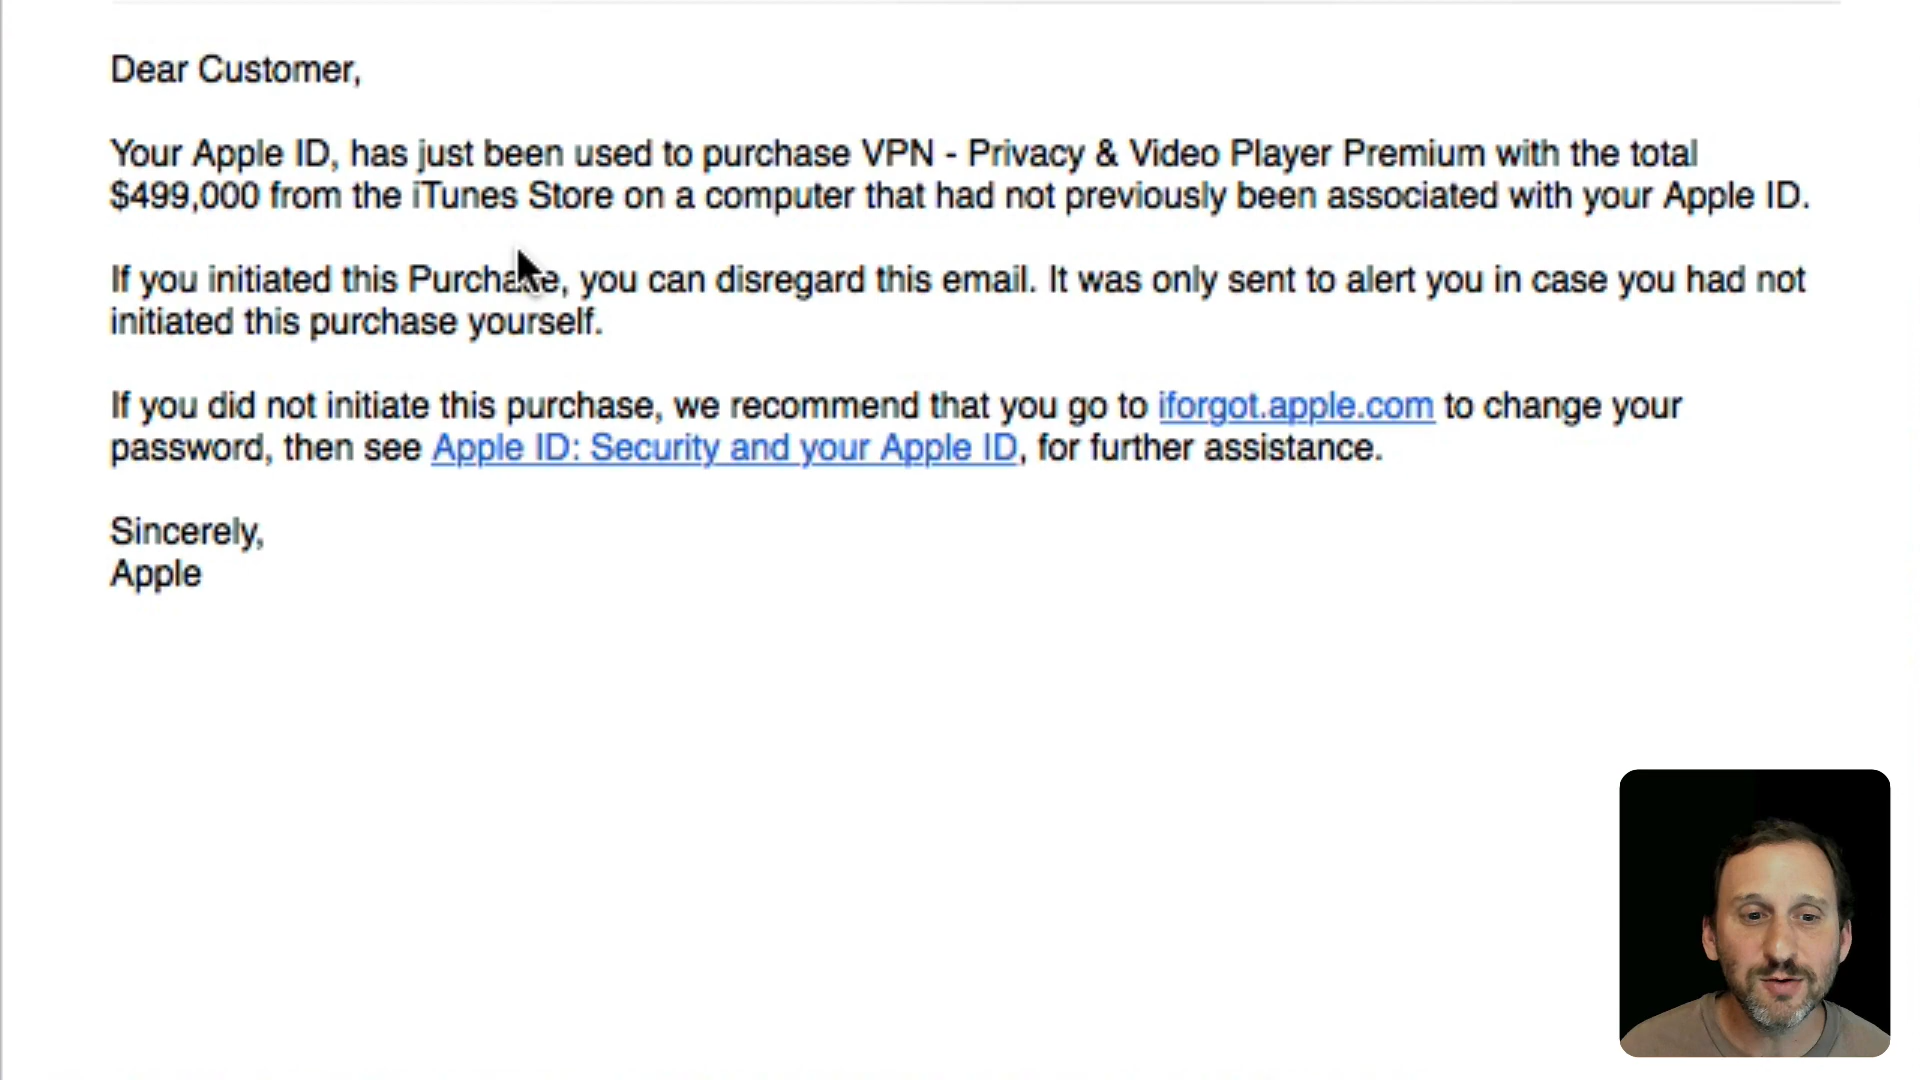 Dear Customer,
Your Apple ID, has just been used to purchase VPN - Privacy & Video Player Premium with the total
$499,000 from the iTunes Store on a computer that had not previously been associated with your Apple ID.
If you initiated this Purchase, you can disregard this email. It was only sent to alert you in case you had not
initiated this purchase yourself.
If you did not initiate this purchase, we recommend that you go to iforgot.apple.com to change your
password, then see Apple ID: Security and your Apple ID, for further assistance.
Sincerely,
Apple